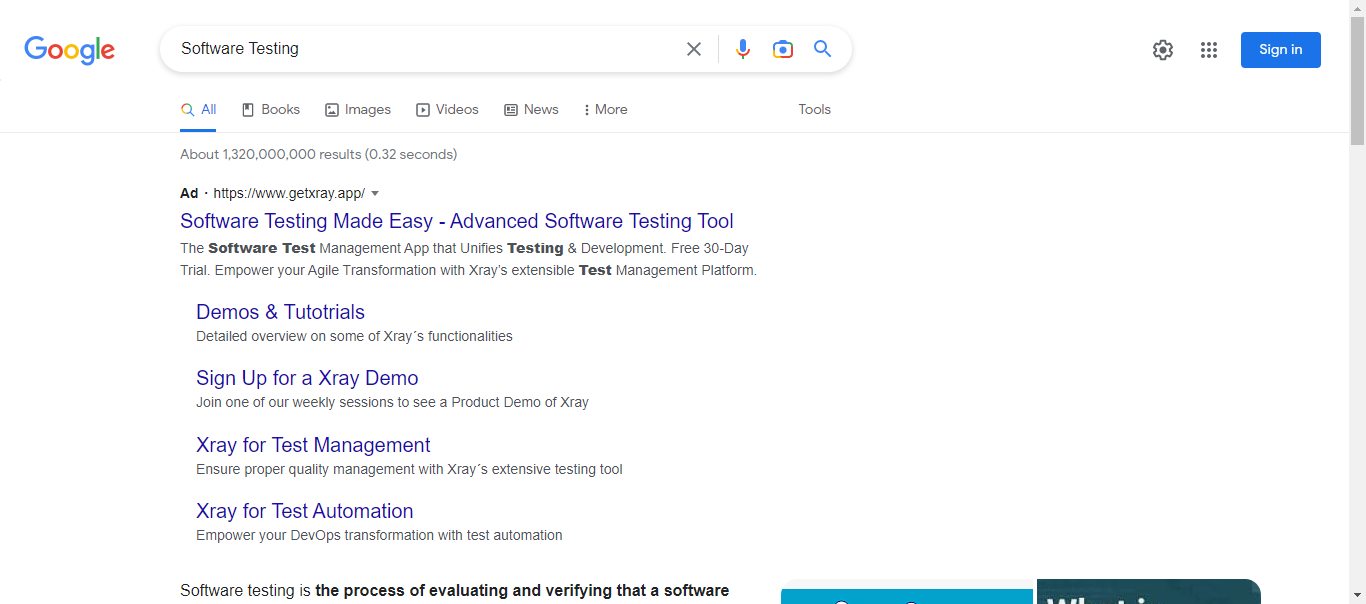 Google
Software Testing
Sign in
All Books Images Videos News More Tools
About 1,320,000,000 results (0.32 seconds)
Ad · https://www.getxray.app/
Software Testing Made Easy - Advanced Software Testing Tool
The Software Test Management App that Unifies Testing & Development. Free 30-Day
Trial. Empower your Agile Transformation with Xray's extensible Test Management Platform.
Demos & Tutotrials
Detailed overview on some of Xray´s functionalities
Sign Up for a Xray Demo
Join one of our weekly sessions to see a Product Demo of Xray
Xray for Test Management
Ensure proper quality management with Xray´s extensive testing tool
Xray for Test Automation
Empower your DevOps transformation with test automation
Software testing is the process of evaluating and verifying that a software
What is